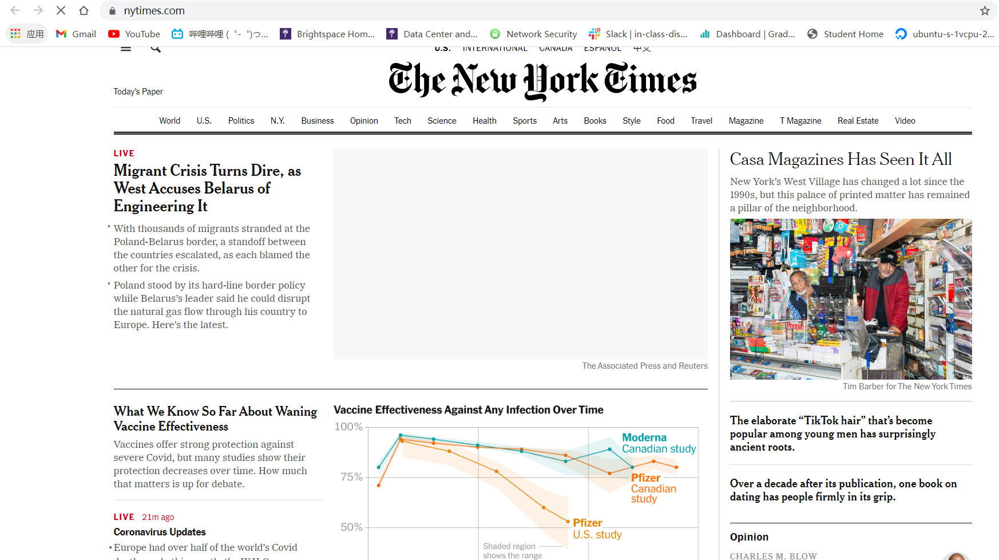 nytimes.com
应用 Gmail YouTube 哔哩哔哩 (゜-゜)つ... Brightspace Hom... Data Center and... Network Security Slack | in-class-dis... Dashboard | Grad... Student Home ubuntu-s-1vcpu-2...
U.S. INTERNATIONAL CANADA ESPAÑOL 中文
The New York Times
Today's Paper
World U.S. Politics N.Y. Business Opinion Tech Science Health Sports Arts Books Style Food Travel Magazine T Magazine Real Estate Video
LIVE
Migrant Crisis Turns Dire, as
West Accuses Belarus of
Engineering It
With thousands of migrants stranded at the
Poland-Belarus border, a standoff between
the countries escalated, as each blamed the
other for the crisis.
Poland stood by its hard-line border policy
while Belarus's leader said he could disrupt
the natural gas flow through his country to
Europe. Here's the latest.
The Associated Press and Reuters
What We Know So Far About Waning
Vaccine Effectiveness
Vaccines offer strong protection against
severe Covid, but many studies show their
protection decreases over time. How much
that matters is up for debate.
LIVE 21m ago
Coronavirus Updates
• Europe had over half of the world's Covid
Vaccine Effectiveness Against Any Infection Over Time
100%
75%
50%
Moderna
Canadian study
Pfizer
Canadian
study
Pfizer
U.S. study
Shaded region
shows the range
Casa Magazines Has Seen It All
New York's West Village has changed a lot since the
1990s, but this palace of printed matter has remained
a pillar of the neighborhood.
People
Tim Barber for The New York Times
The elaborate “TikTok hair” that's become
popular among young men has surprisingly
ancient roots.
Over a decade after its publication, one book on
dating has people firmly in its grip.
Opinion
CHARLES M. BLOW